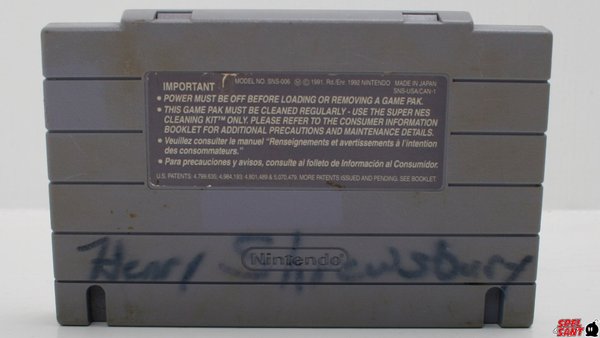 IMPORTANT
MODEL NO. SNS-006 Ⓜ © 1991. Rd./Enr. 1992 NINTENDO MADE IN JAPAN
SNS-USA/CAN-1
• POWER MUST BE OFF BEFORE LOADING OR REMOVING A GAME PAK.
• THIS GAME PAK MUST BE CLEANED REGULARLY - USE THE SUPER NES
CLEANING KIT™ ONLY. PLEASE REFER TO THE CONSUMER INFORMATION
BOOKLET FOR ADDITIONAL PRECAUTIONS AND MAINTENANCE DETAILS.
• Veuillez consulter le manuel "Renseignements et avertissements à l'intention
des consommateurs."
• Para precauciones y avisos, consulte al folleto de Información al Consumidor.
U.S. PATENTS: 4,799,635; 4,984,193; 4,801,489 & 5,070,479. MORE PATENTS ISSUED AND PENDING. SEE BOOKLET.
Nintendo
Henry Shrewsbury
SPEL
SANT